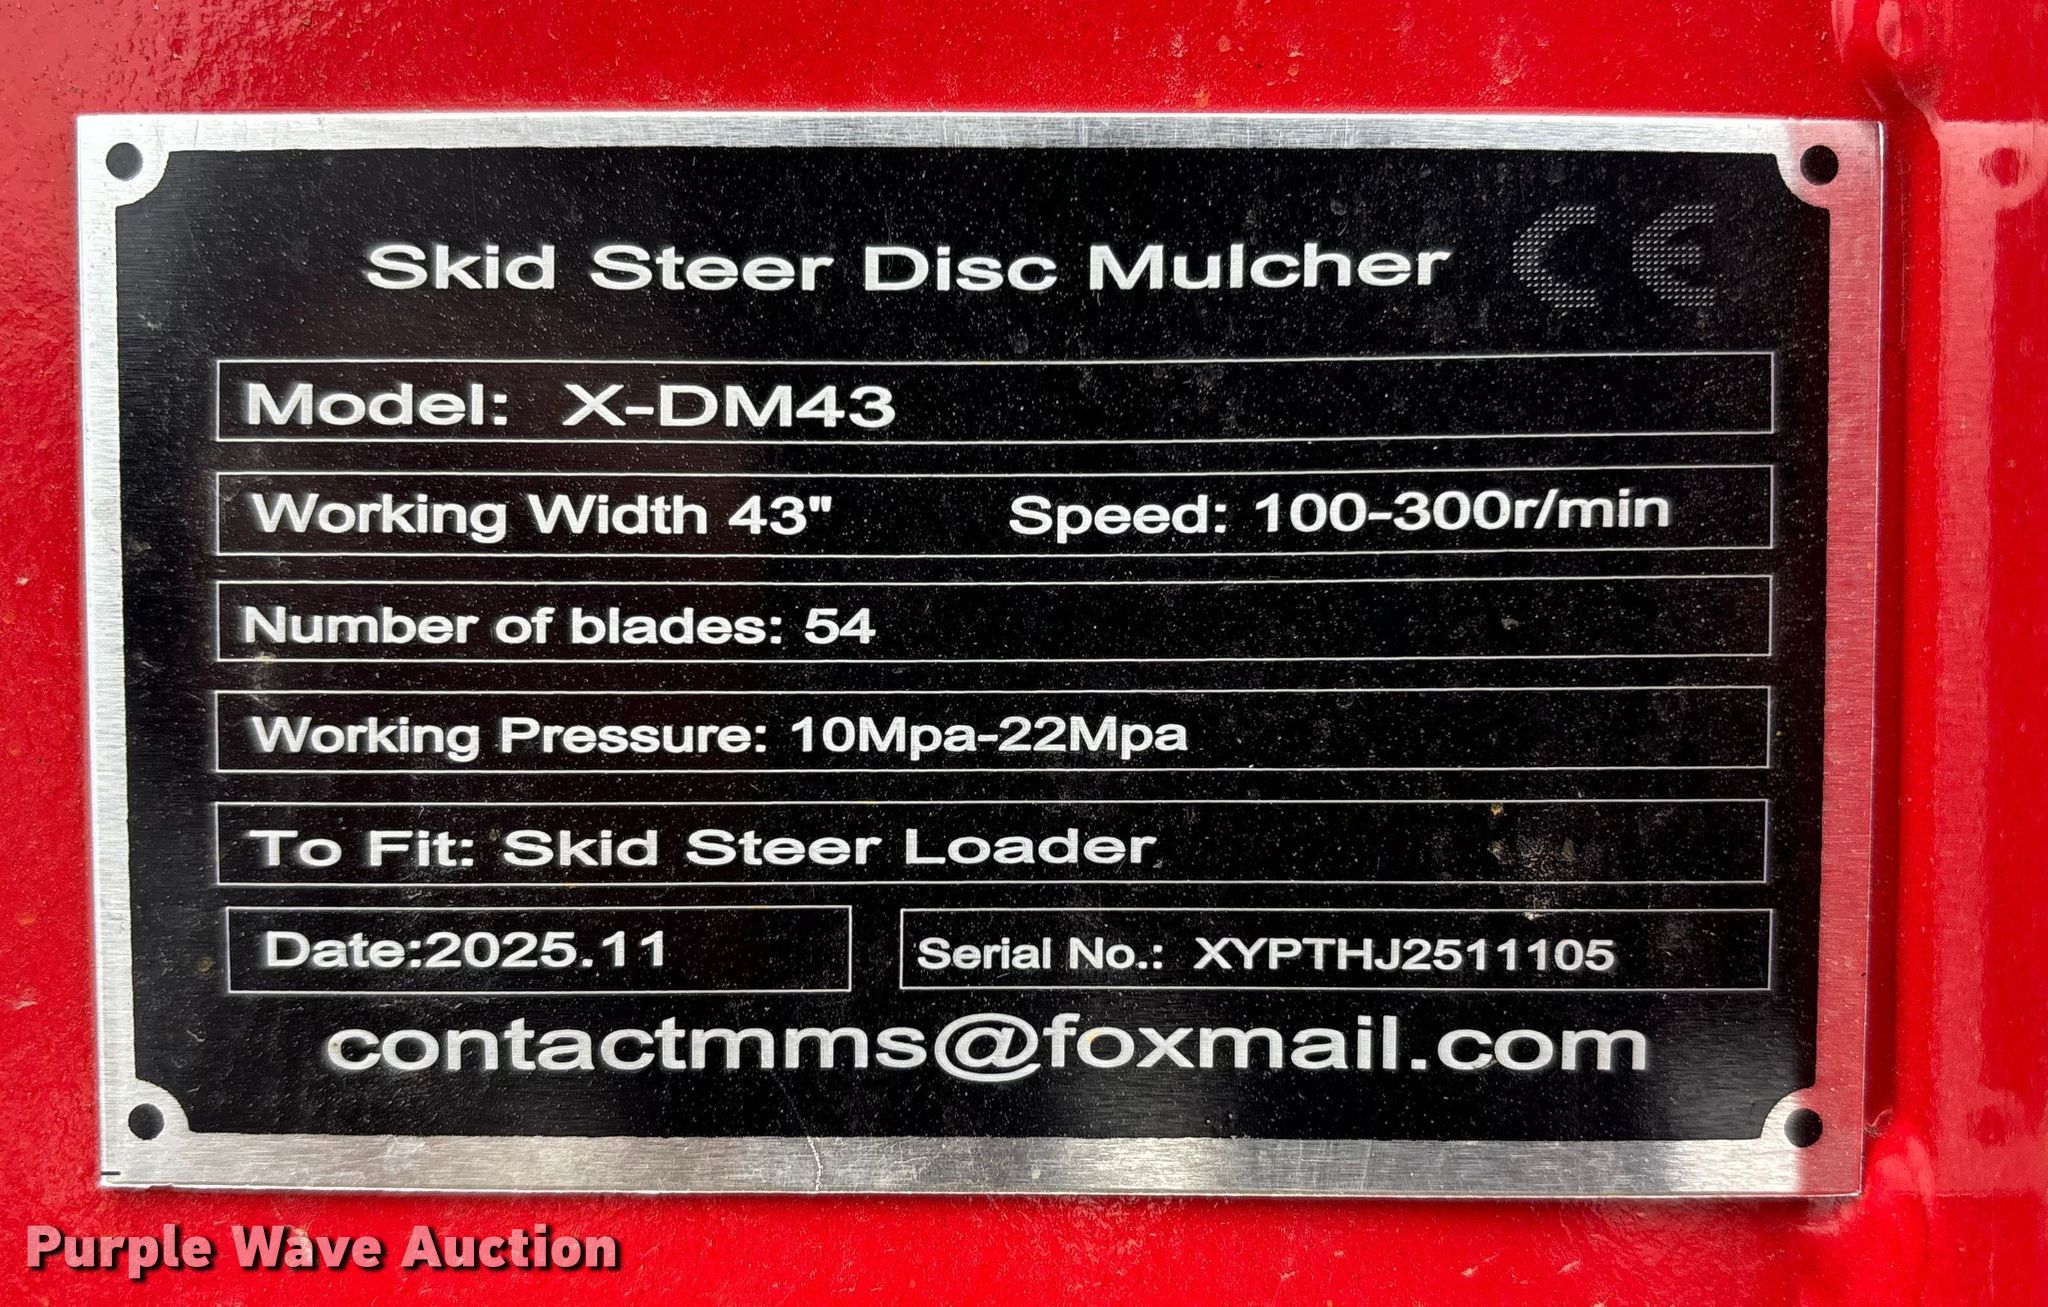 Skid Steer Disc Mulcher CE
Model: X-DM43
Working Width 43" Speed: 100-300r/min
Number of blades: 54
Working Pressure: 10Mpa-22Mpa
To Fit: Skid Steer Loader
Date:2025.11 Serial No.: XYPTHJ2511105
contactmms@foxmail.com
Purple Wave Auction